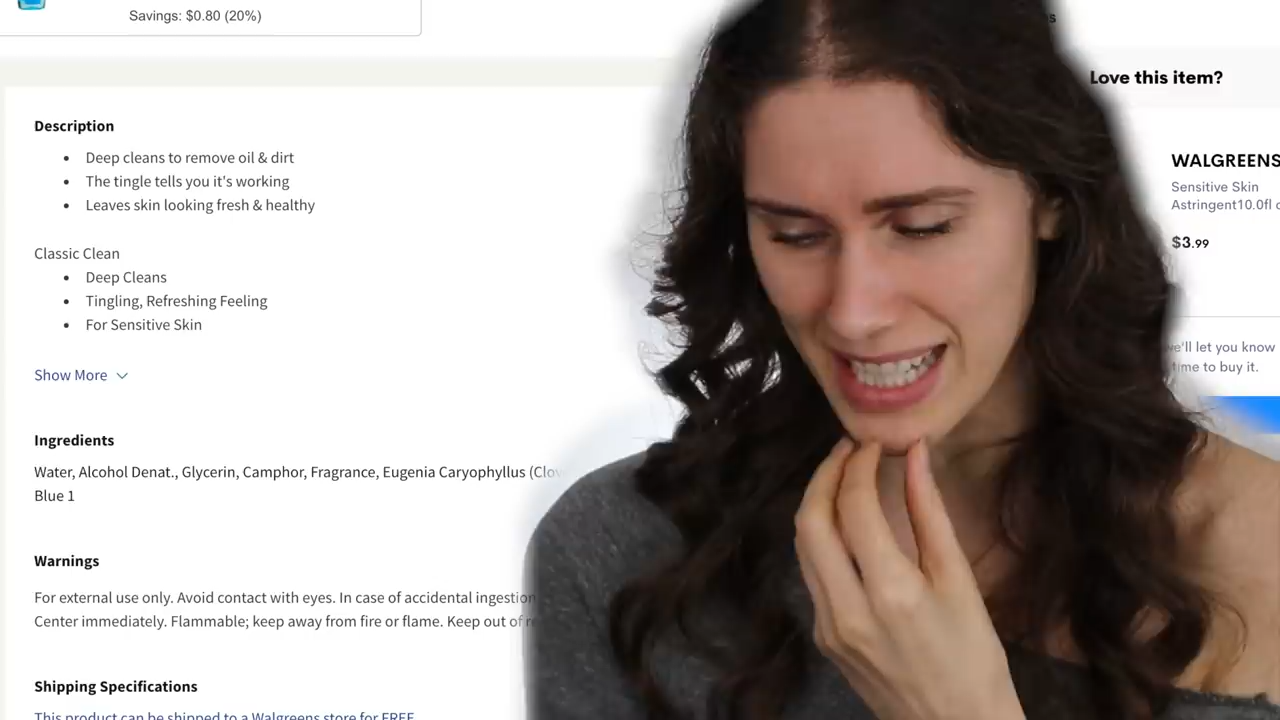 Savings: $0.80 (20%)
Love this item?
Description
Deep cleans to remove oil & dirt
The tingle tells you it's working
Leaves skin looking fresh & healthy
WALGREENS
Sensitive Skin
Astringent10.0fl
$3.99
Classic Clean
Deep Cleans
Tingling, Refreshing Feeling
For Sensitive Skin
we'll let you know
time to buy it.
Show More
Ingredients
Water, Alcohol Denat., Glycerin, Camphor, Fragrance, Eugenia Caryophyllus
Blue 1
Warnings
For external use only. Avoid contact with eyes. In case of accidental ingestion
Center immediately. Flammable; keep away from fire or flame. Keep out of
Shipping Specifications
This product can be shipped to a Walgreens store for FREE